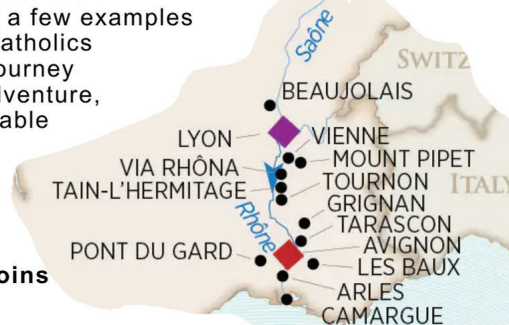 a few examples
atholics
ourney
lventure,
able
oins
Saône
SWITZ
BEAUJOLAIS
LYON
VIENNE
MOUNT PIPET
VIA RHÔNA
TAIN-L'HERMITAGE
TOURNON
ITALY
GRIGNAN
Rhône
TARASCON
AVIGNON
PONT DU GARD
LES BAUX
ARLES
CAMARGUE